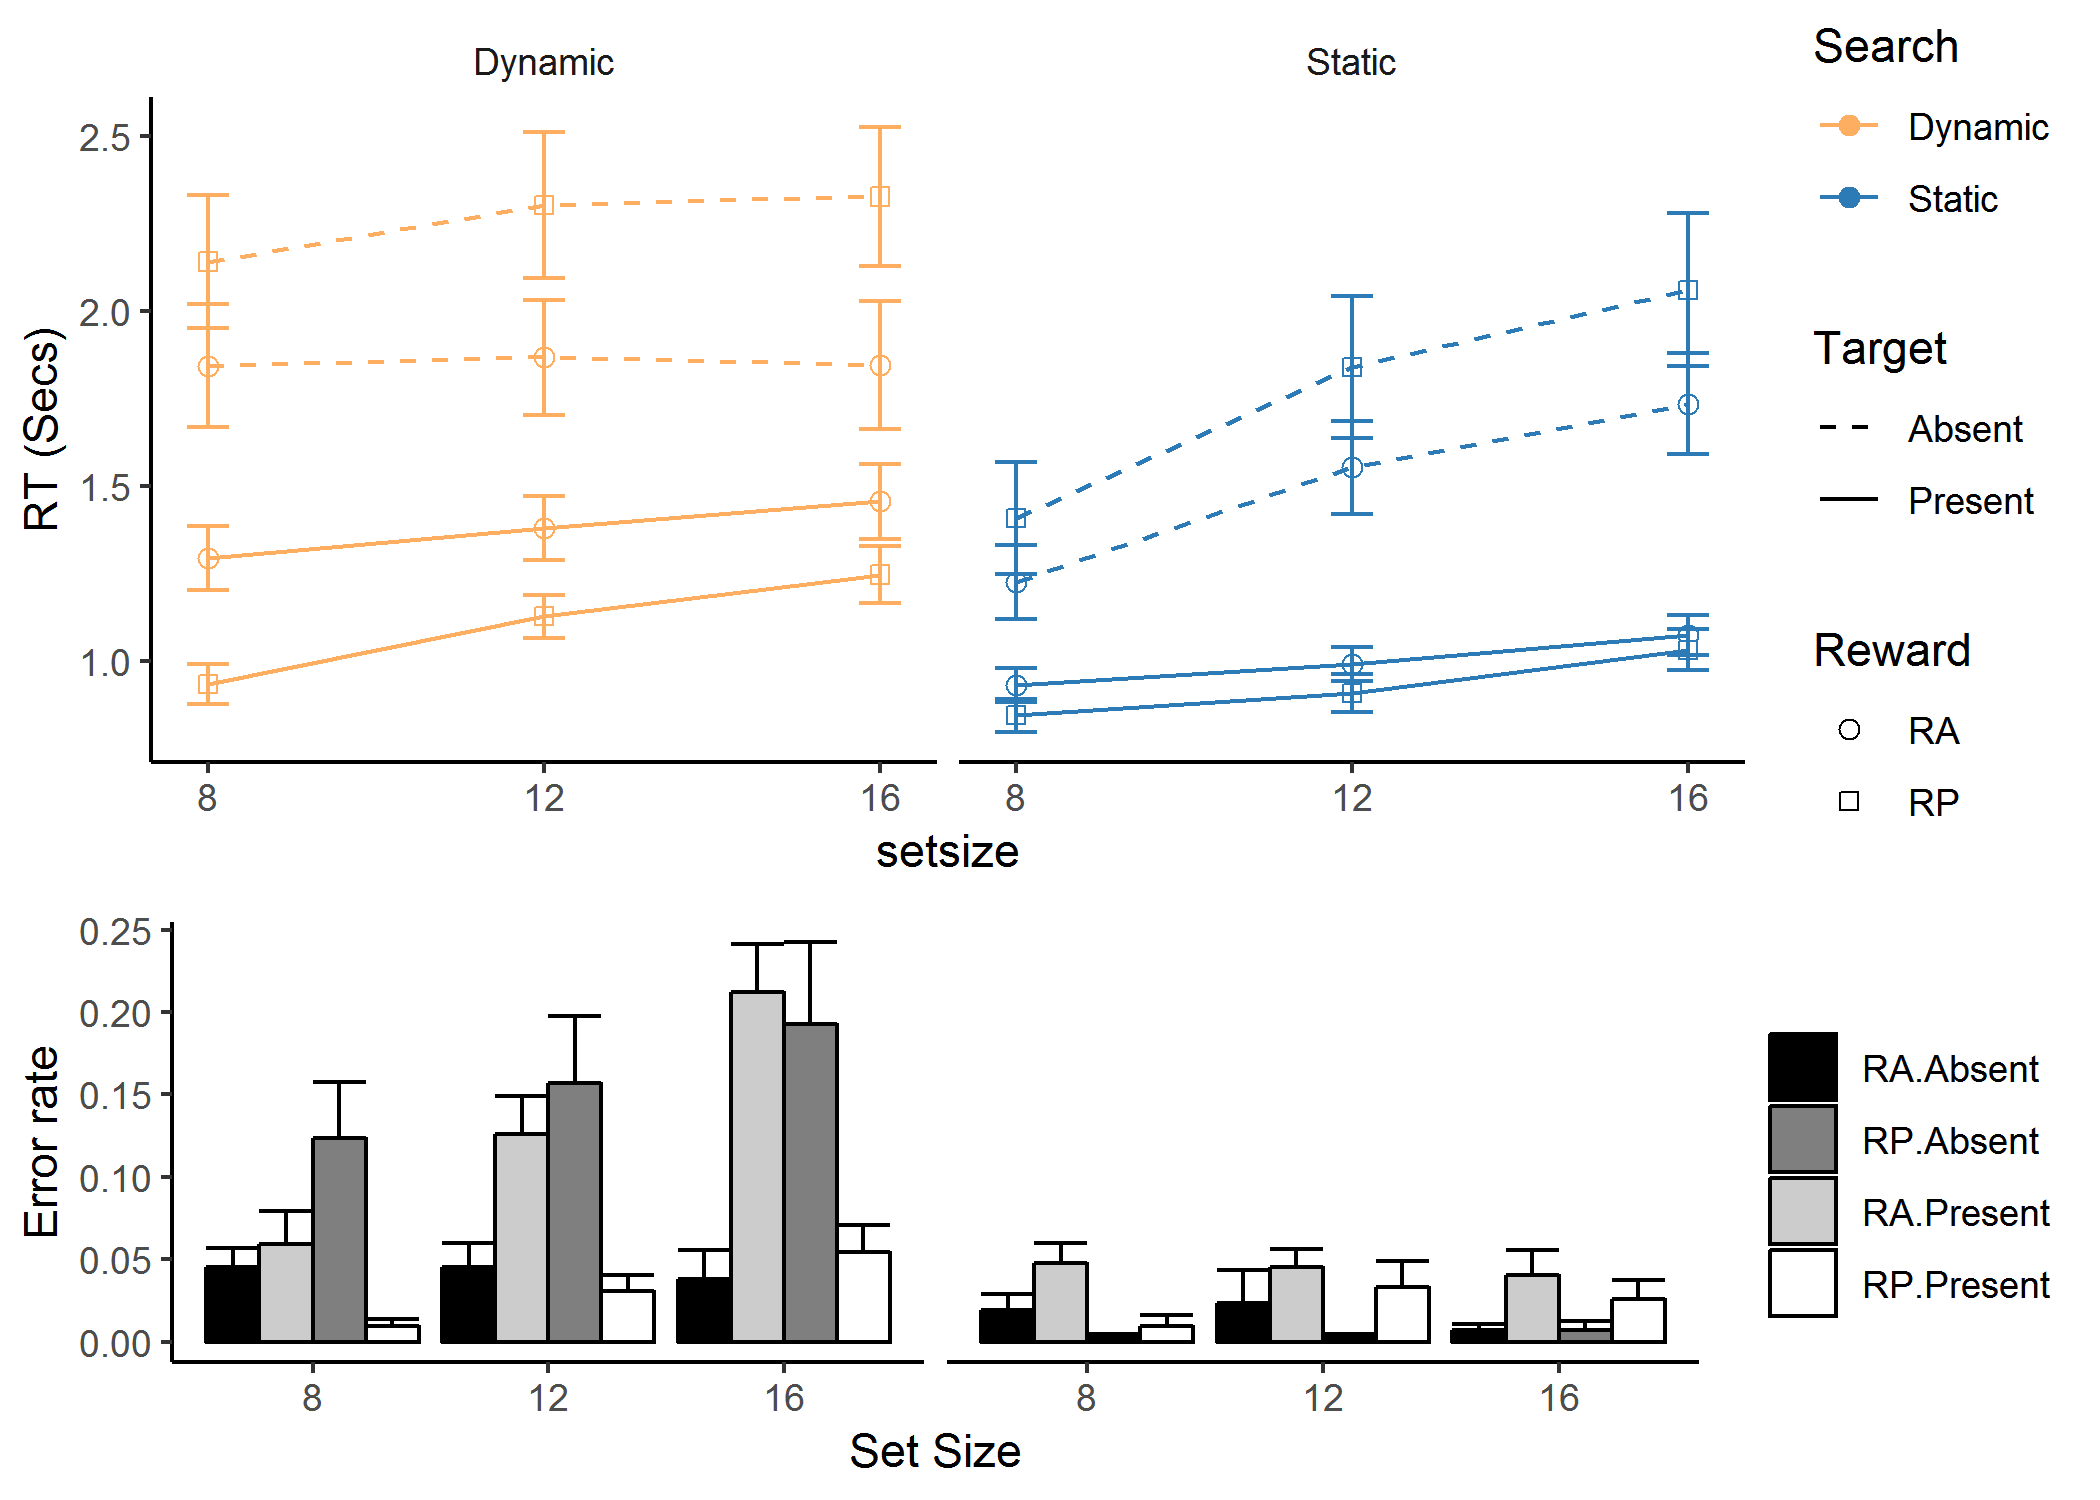 Dynamic
Static
2.5
2.0
1.5
1.0
RT (Secs)
8 12 16
8 12 16
setsize
Search
Dynamic
Static
Target
Absent
Present
Reward
RA
RP
0.25
0.20
0.15
0.10
0.05
0.00
Error rate
8 12 16
8 12 16
Set Size
RA.Absent
RP.Absent
RA.Present
RP.Present